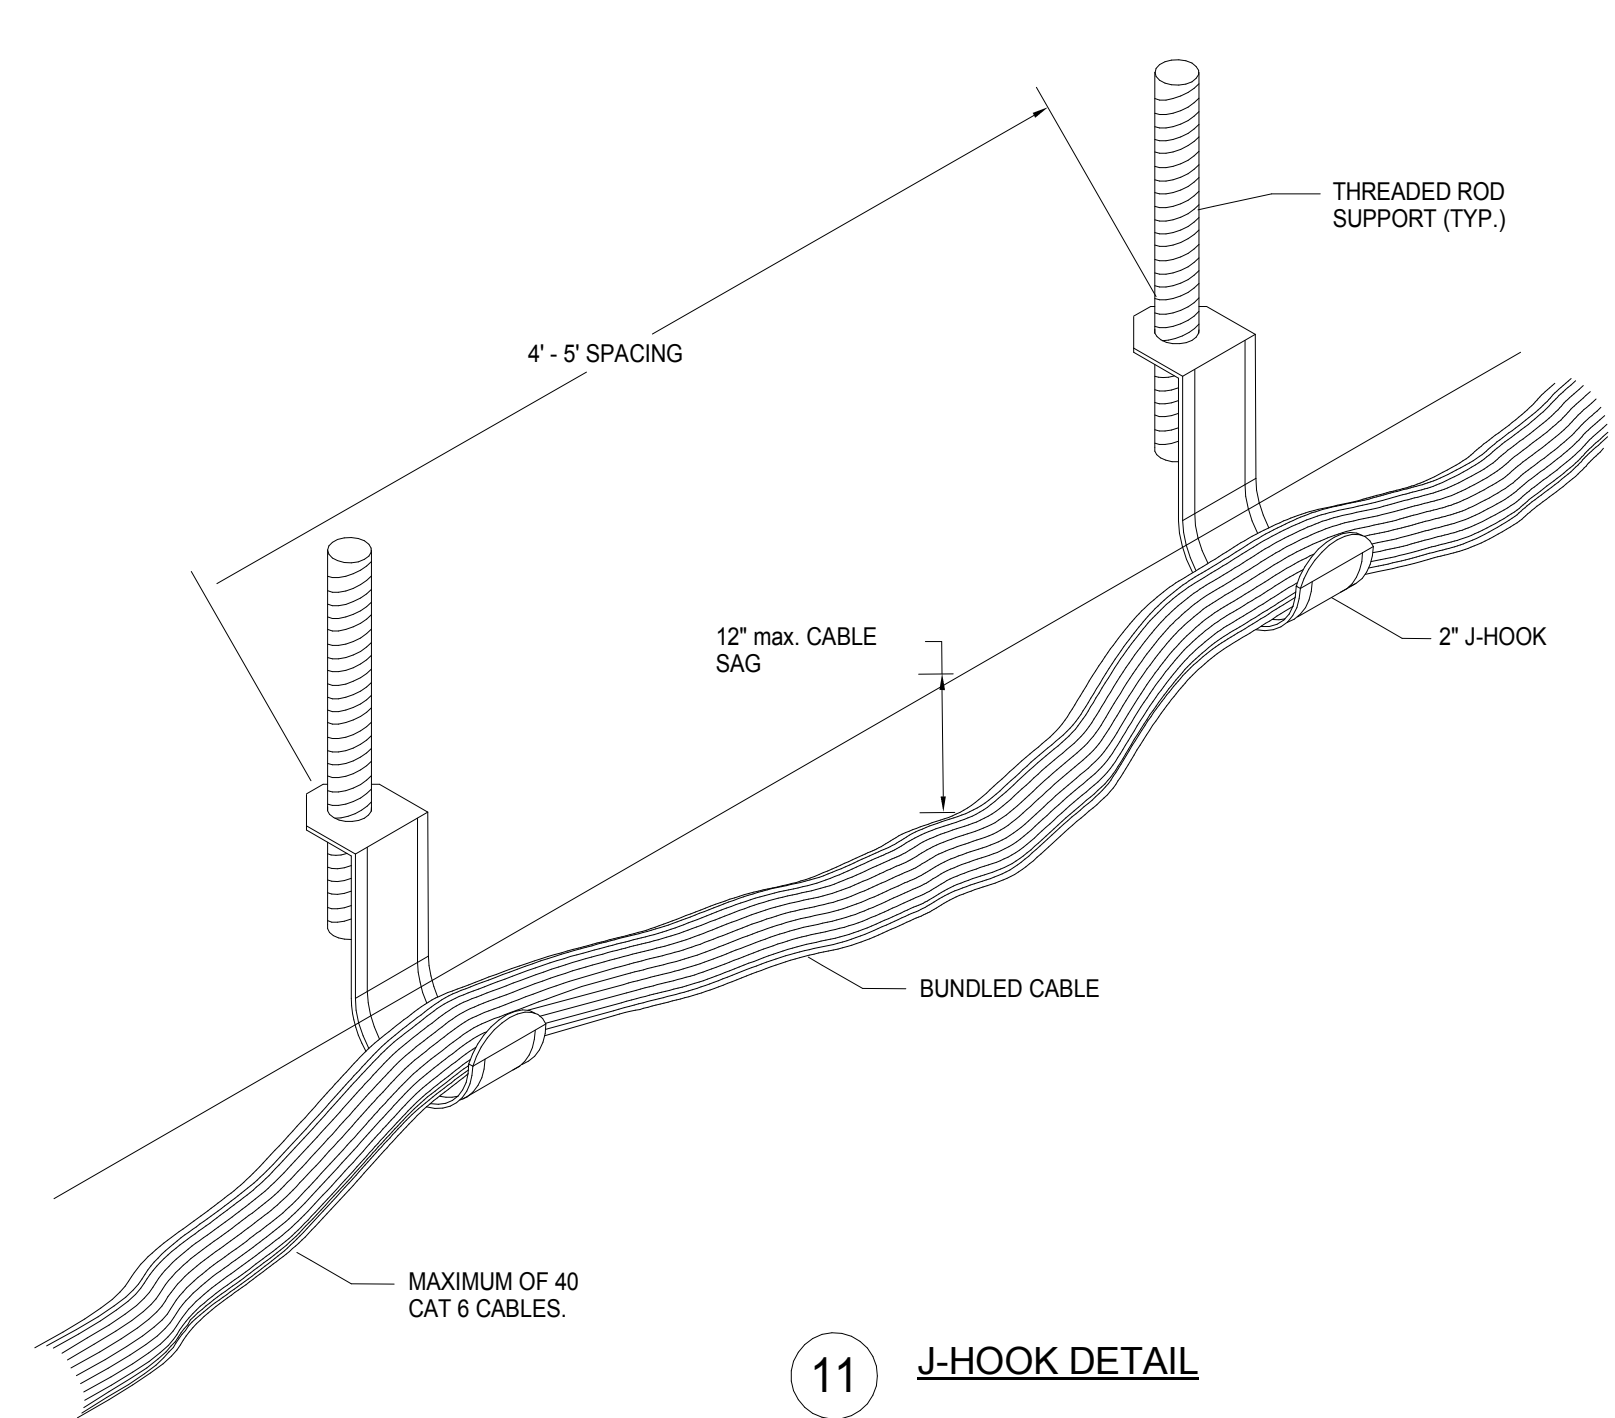 THREADED ROD
SUPPORT (TYP.)
4' - 5' SPACING
12" max. CABLE
SAG
2" J-HOOK
BUNDLED CABLE
MAXIMUM OF 40
CAT 6 CABLES.
11
J-HOOK DETAIL